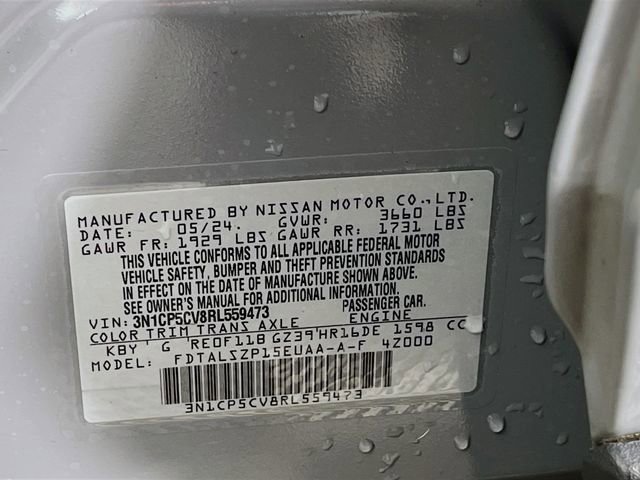 MANUFACTURED BY NISSAN MOTOR CO., LTD.
DATE: 05/24 GVWR: 3660 LBS
GAWR FR: 1929 LBS GAWR RR: 1731 LBS
THIS VEHICLE CONFORMS TO ALL APPLICABLE FEDERAL MOTOR
VEHICLE SAFETY, BUMPER AND THEFT PREVENTION STANDARDS
IN EFFECT ON THE DATE OF MANUFACTURE SHOWN ABOVE.
SEE OWNER'S MANUAL FOR ADDITIONAL INFORMATION.
VIN: 3N1CP5CV8RL559473 PASSENGER CAR.
COLOR TRIM TRANS AXLE ENGINE
KBY G RE0F11B GZ39 HR16DE 1598 CC
MODEL: FDTALSZP15EUAA-A-F 4Z000
3N1CP5CV8RL559473